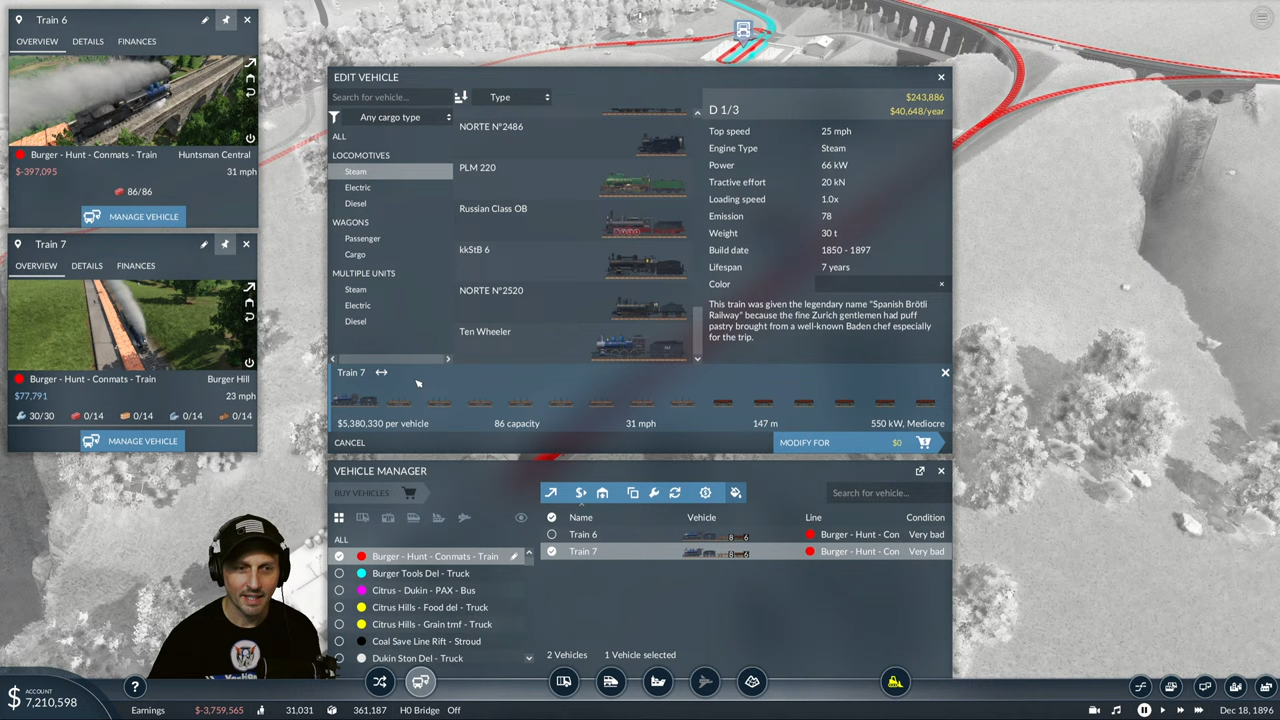 Train 6
OVERVIEW DETAILS FINANCES
Burger - Hunt - Conmats - Train Huntsman Central
$-397,095 31 mph
86/86
MANAGE VEHICLE
Train 7
OVERVIEW DETAILS FINANCES
Burger - Hunt - Conmats - Train Burger Hill
$77,791 23 mph
30/30 0/14 0/14 0/14 0/14
MANAGE VEHICLE
EDIT VEHICLE
Search for vehicle... Type
Any cargo type
ALL
LOCOMOTIVES
Steam
Electric
Diesel
WAGONS
Passenger
Cargo
MULTIPLE UNITS
Steam
Electric
Diesel
NORTE Nº2486
PLM 220
Russian Class OB
kkStB 6
NORTE Nº2520
Ten Wheeler
$243,886
D 1/3 $40,648/year
Top speed 25 mph
Engine Type Steam
Power 66 kW
Tractive effort 20 kN
Loading speed 1.0x
Emission 78
Weight 30 t
Build date 1850 - 1897
Lifespan 7 years
Color
This train was given the legendary name "Spanish Brötli
Railway" because the fine Zurich gentlemen had puff
pastry brought from a well-known Baden chef especially
for the trip.
Train 7
$5,380,330 per vehicle 86 capacity 31 mph 147 m 550 kW, Mediocre
CANCEL MODIFY FOR $0
VEHICLE MANAGER
BUY VEHICLES Search for vehicle...
Name Vehicle Line Condition
ALL
Train 6 8 6 Burger - Hunt - Con Very bad
Train 7 8 6 Burger - Hunt - Con Very bad
Burger - Hunt - Conmats - Train
Burger Tools Del - Truck
Citrus - Dukin - PAX - Bus
Citrus Hills - Food del - Truck
Citrus Hills - Grain tmf - Truck
Coal Save Line Rift - Stroud
Dukin Ston Del - Truck
2 Vehicles 1 Vehicle selected
ACCOUNT
$ 7,210,598
?
Earnings $-3,759,565 31,031 361,187 H0 Bridge Off Dec 18, 1896